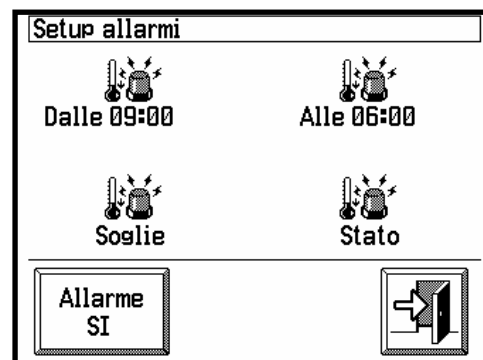 Setup allarmi
Dalle 09:00
Alle 06:00
Soglie
Stato
Allarme
SI